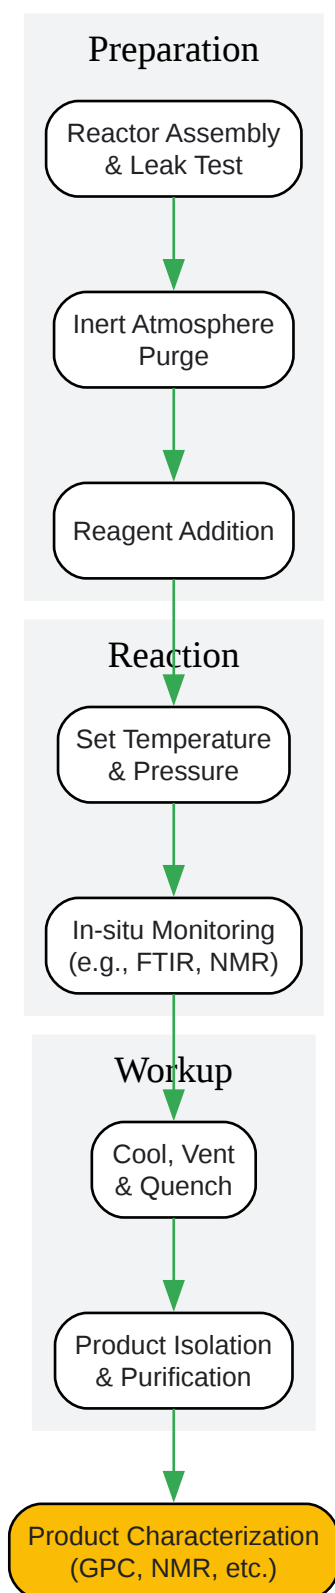 Preparation
Reactor Assembly
& Leak Test
Inert Atmosphere
Purge
Reagent Addition
Reaction
Set Temperature
& Pressure
In-situ Monitoring
(e.g., FTIR, NMR)
Workup
Cool, Vent
& Quench
Product Isolation
& Purification
Product Characterization
(GPC, NMR, etc.)